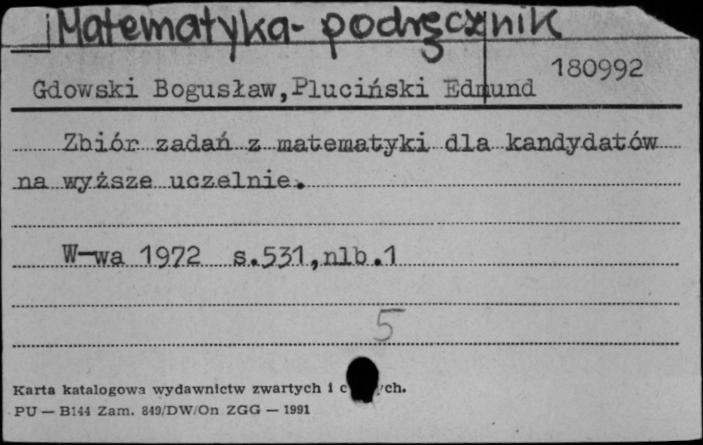 Matematyka - podręcznik
180992
Gdowski Bogusław, Pluciński Edmund
Zbiór zadań z matematyki dla kandydatów
na wyższe uczelnie.
W-wa 1972 s.531, nlb.1
5
Karta katalogowa wydawnictw zwartych i ch.
PU — B144 Zam. 849/DW/On ZGG — 1991